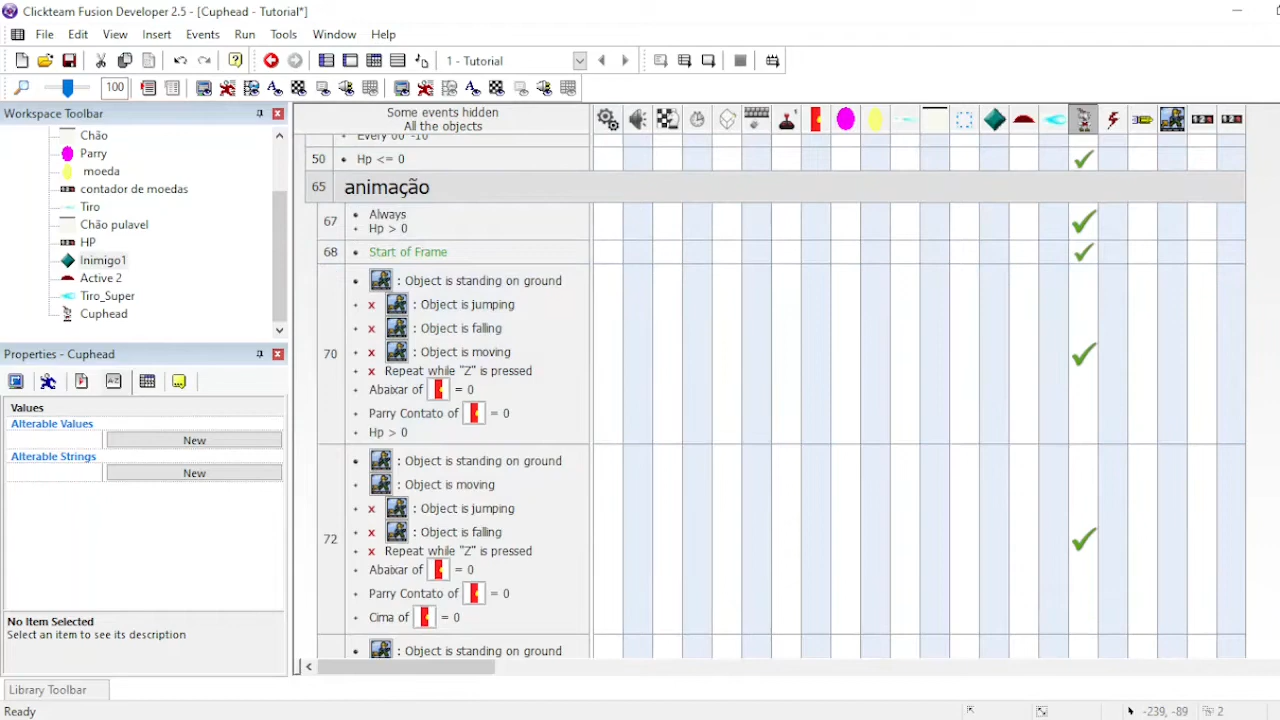 Clickteam Fusion Developer 2.5 - [Cuphead - Tutorial*]
File Edit View Insert Events Run Tools Window Help
1 - Tutorial
100
Workspace Toolbar
Chão
Parry
moeda
contador de moedas
Tiro
Chão pulavel
HP
Inimigo1
Active 2
Tiro_Super
Cuphead
Properties - Cuphead
Values
Alterable Values
New
Alterable Strings
New
No Item Selected
Select an item to see its description
Library Toolbar
Ready
Some events hidden
All the objects
Every 00''-10
50 • Hp <= 0
65 animação
67
• Always
• Hp > 0
68 • Start of Frame
70
• : Object is standing on ground
• X : Object is jumping
• X : Object is falling
• X : Object is moving
• X Repeat while "Z" is pressed
• Abaixar of = 0
• Parry Contato of = 0
• Hp > 0
72
• : Object is standing on ground
• : Object is moving
• X : Object is jumping
• X : Object is falling
• X Repeat while "Z" is pressed
• Abaixar of = 0
• Parry Contato of = 0
• Cima of = 0
• : Object is standing on ground
-239, -89
2